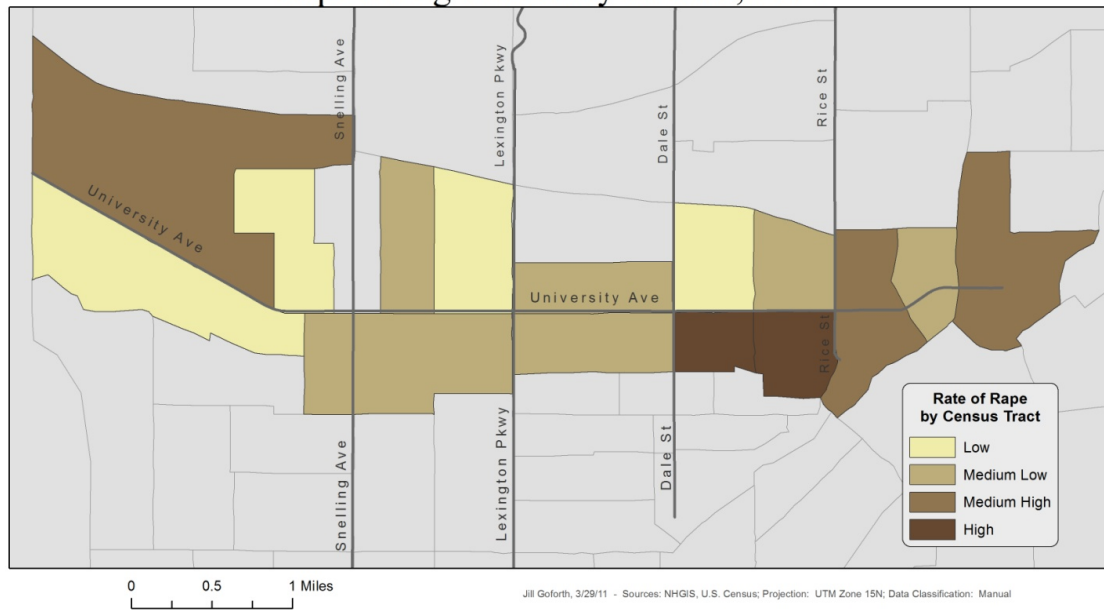 Snelling Ave
Lexington Pkwy
Dale St
Rice St
University Ave
University Ave
Rice St
Snelling Ave
Lexington Pkwy
Dale St
Rate of Rape
by Census Tract
Low
Medium Low
Medium High
High
0 0.5 1 Miles
Jill Goforth, 3/29/11 - Sources: NHGIS, U.S. Census; Projection: UTM Zone 15N; Data Classification: Manual